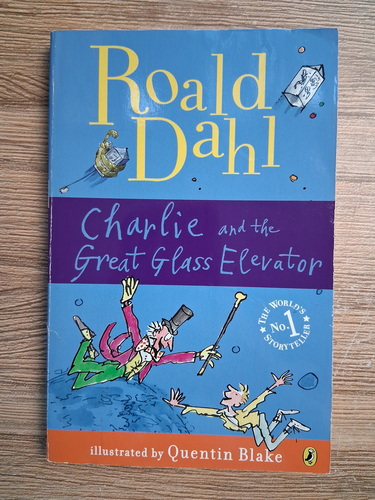 Roald
Dahl
Charlie and the
Great Glass Elevator
THE WORLD'S
No. 1
STORYTELLER
illustrated by Quentin Blake